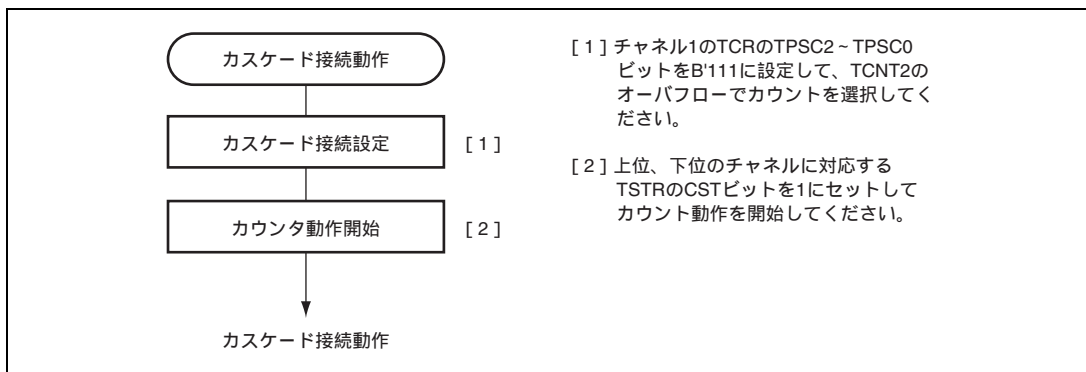 カスケード接続動作
カスケード接続設定
[ 1 ]
カウンタ動作開始
[ 2 ]
カスケード接続動作
[ 1 ] チャネル1のTCRのTPSC2~TPSC0
ビットをB'111に設定して、TCNT2の
オーバフローでカウントを選択してく
ださい。
[ 2 ] 上位、下位のチャネルに対応する
TSTRのCSTビットを1にセットして
カウント動作を開始してください。